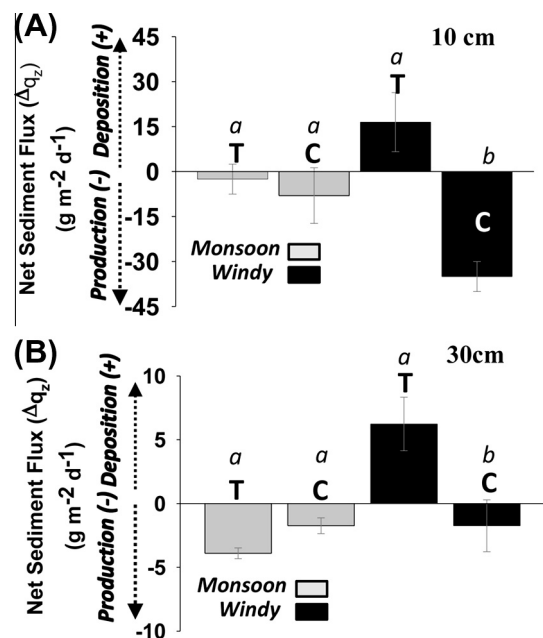 (A)
10 cm
Net Sediment Flux (Δqz)
(g m-2 d-1)
Production (-) Deposition (+)
45
30
15
0
-15
-30
-45
a
T
a
C
a
T
b
C
Monsoon
Windy
(B)
30cm
Net Sediment Flux (Δqz)
(g m-2 d-1)
Production (-) Deposition (+)
10
5
0
-5
-10
a
T
a
C
a
T
b
C
Monsoon
Windy